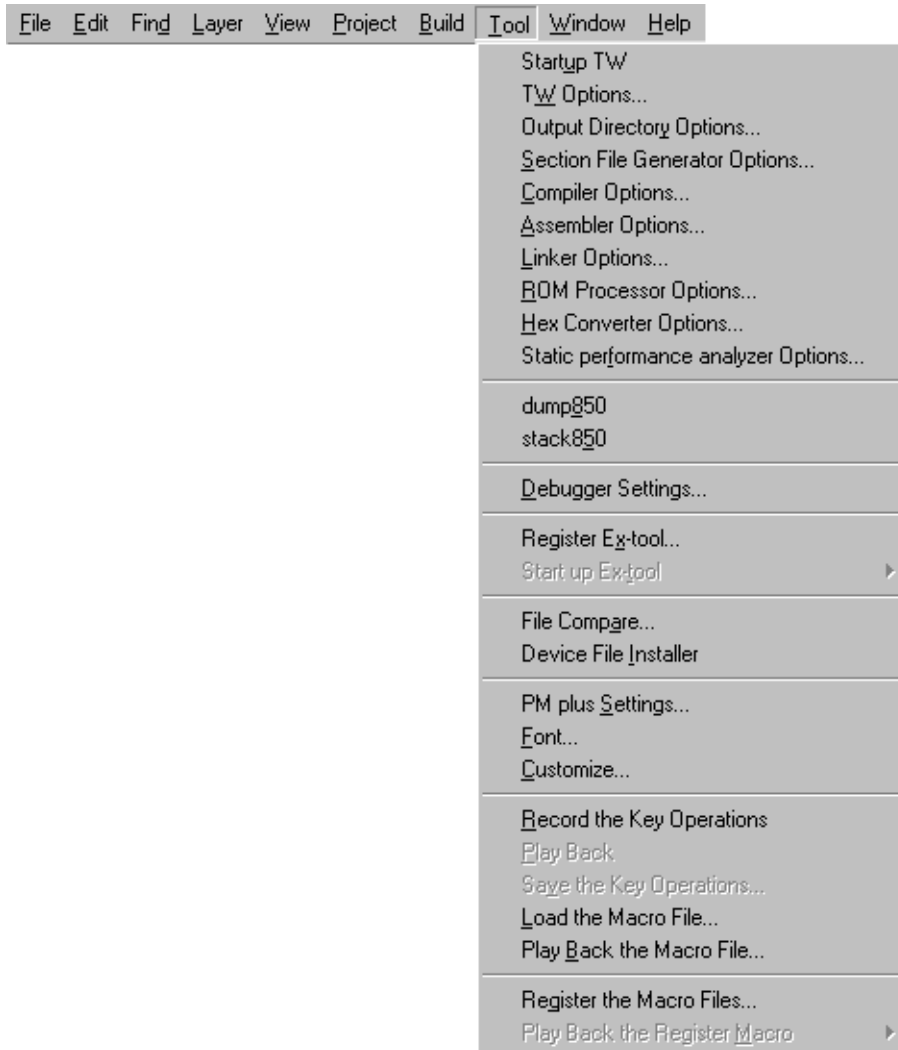 File Edit Find Layer View Project Build Tool Window Help
Startup TW
TW Options...
Output Directory Options...
Section File Generator Options...
Compiler Options...
Assembler Options...
Linker Options...
ROM Processor Options...
Hex Converter Options...
Static performance analyzer Options...
dump850
stack850
Debugger Settings...
Register Ex-tool...
Start up Ex-tool
File Compare...
Device File Installer
PM plus Settings...
Font...
Customize...
Record the Key Operations
Play Back
Save the Key Operations...
Load the Macro File...
Play Back the Macro File...
Register the Macro Files...
Play Back the Register Macro